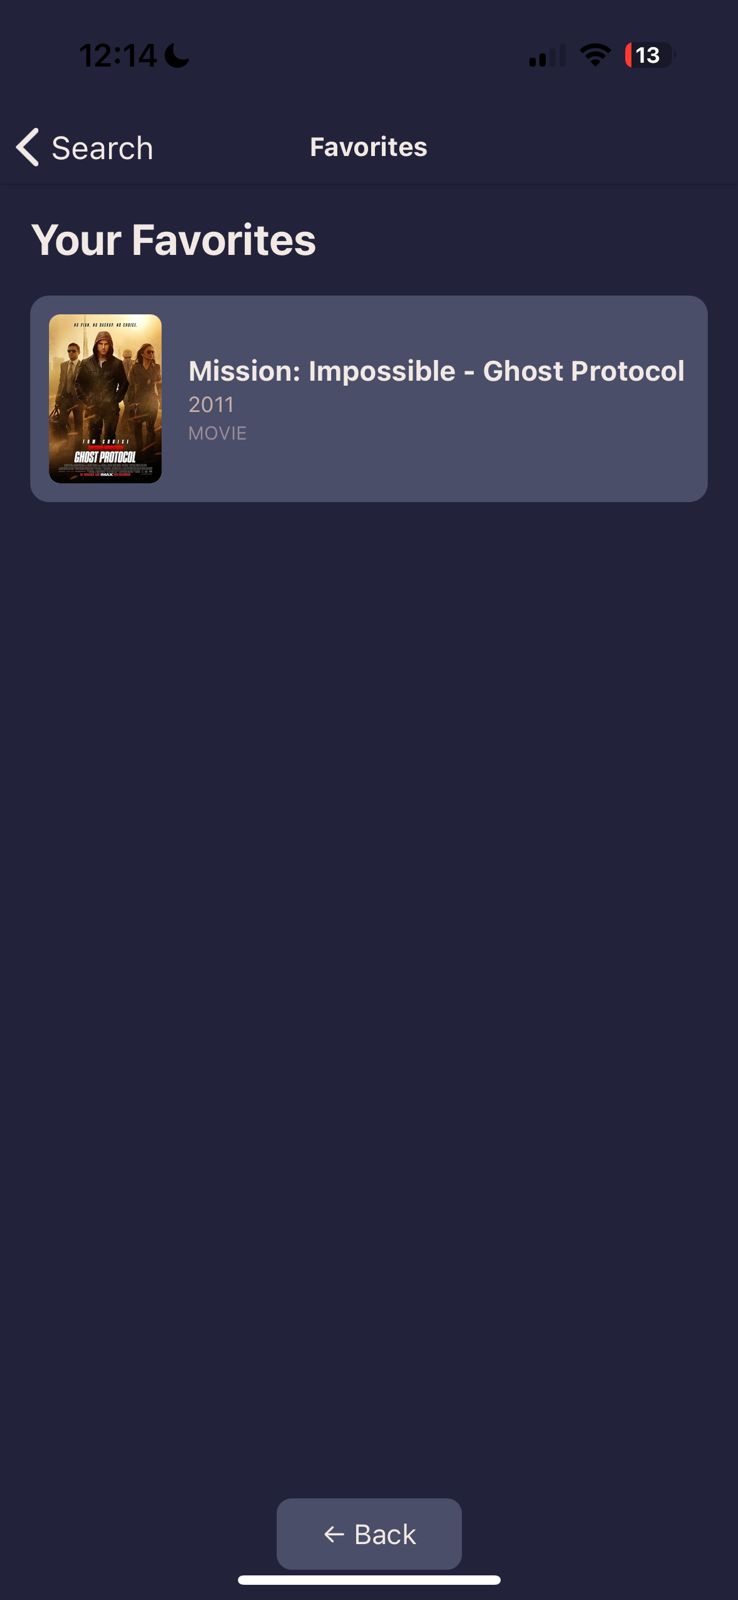 12:14
13
Search
Favorites
Your Favorites
NO PLAN. NO BACKUP. NO CHOICE.
TOM CRUISE
GHOST PROTOCOL
Mission: Impossible - Ghost Protocol
2011
MOVIE
← Back